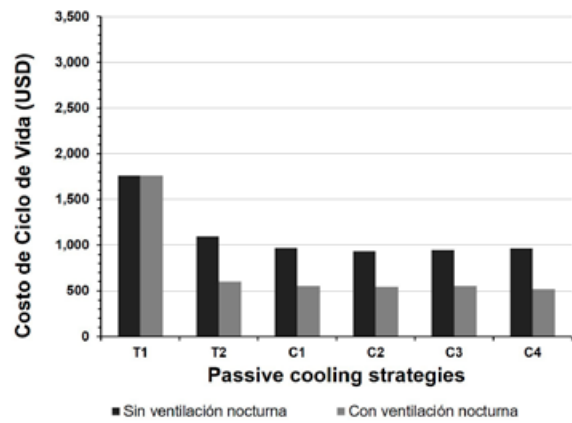 Costo de Ciclo de Vida (USD)
3,500
3,000
2,500
2,000
1,500
1,000
500
0
T1 T2 C1 C2 C3 C4
Passive cooling strategies
Sin ventilación nocturna Con ventilación nocturna